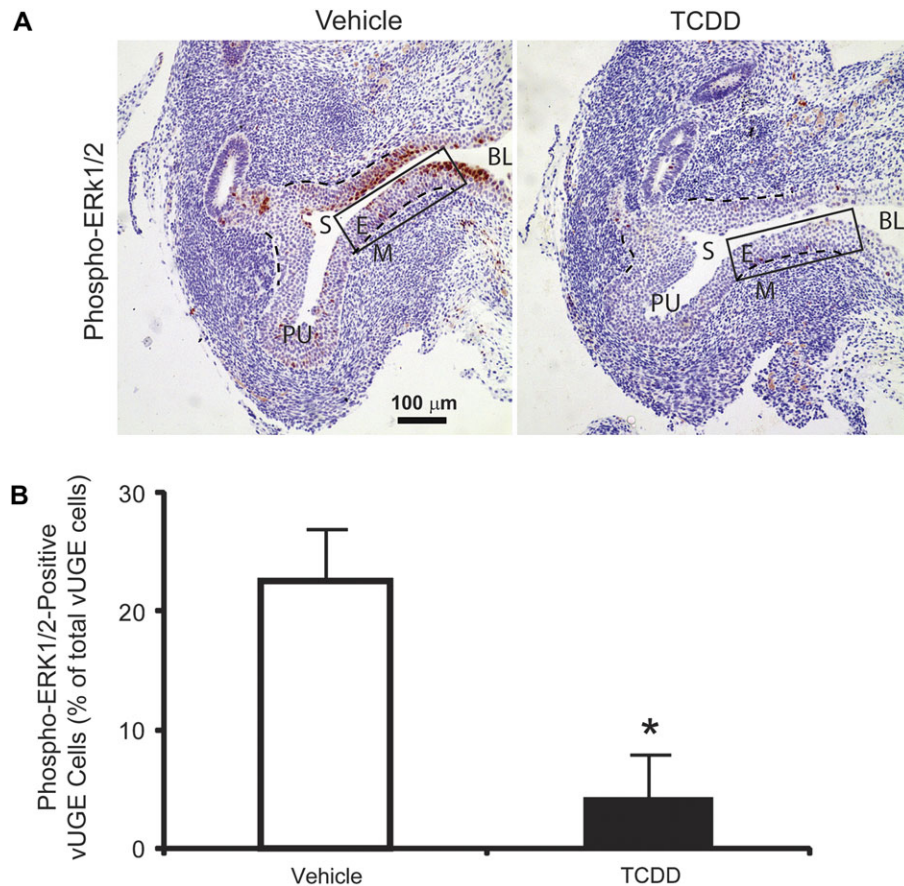 A
Vehicle
TCDD
Phospho-ERk1/2
BL
S
E
M
PU
100 μm
BL
S
E
M
PU
B
Phospho-ERK1/2-Positive
vUGE Cells (% of total vUGE cells)
30
20
10
0
*
Vehicle
TCDD